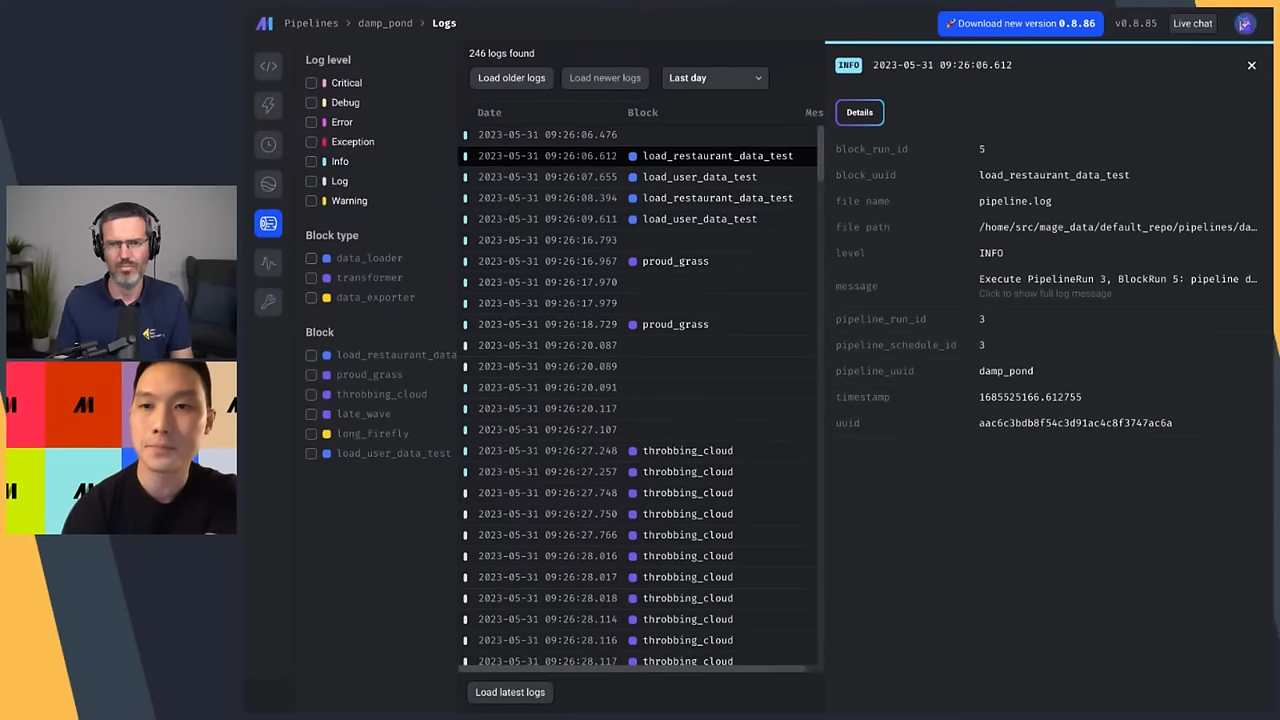 Pipelines > damp_pond > Logs
Download new version 0.8.86
v0.8.85
Live chat
Log level
Critical
Debug
Error
Exception
Info
Log
Warning
Block type
data_loader
transformer
data_exporter
Block
load_restaurant_data
proud_grass
throbbing_cloud
late_wave
long_firefly
load_user_data_test
246 logs found
Load older logs
Load newer logs
Last day
Date Block Mes
2023-05-31 09:26:06.476
2023-05-31 09:26:06.612 load_restaurant_data_test
2023-05-31 09:26:07.655 load_user_data_test
2023-05-31 09:26:08.394 load_restaurant_data_test
2023-05-31 09:26:09.611 load_user_data_test
2023-05-31 09:26:16.793
2023-05-31 09:26:16.967 proud_grass
2023-05-31 09:26:17.970
2023-05-31 09:26:17.979
2023-05-31 09:26:18.729 proud_grass
2023-05-31 09:26:20.087
2023-05-31 09:26:20.089
2023-05-31 09:26:20.091
2023-05-31 09:26:20.117
2023-05-31 09:26:27.107
2023-05-31 09:26:27.248 throbbing_cloud
2023-05-31 09:26:27.257 throbbing_cloud
2023-05-31 09:26:27.748 throbbing_cloud
2023-05-31 09:26:27.750 throbbing_cloud
2023-05-31 09:26:27.766 throbbing_cloud
2023-05-31 09:26:28.016 throbbing_cloud
2023-05-31 09:26:28.017 throbbing_cloud
2023-05-31 09:26:28.018 throbbing_cloud
2023-05-31 09:26:28.114 throbbing_cloud
2023-05-31 09:26:28.116 throbbing_cloud
2023-05-31 09:26:28.117 throbbing_cloud
Load latest logs
INFO 2023-05-31 09:26:06.612
Details
block_run_id 5
block_uuid load_restaurant_data_test
file name pipeline.log
file path /home/src/mage_data/default_repo/pipelines/da…
level INFO
message Execute PipelineRun 3, BlockRun 5: pipeline d…
Click to show full log message
pipeline_run_id 3
pipeline_schedule_id 3
pipeline_uuid damp_pond
timestamp 1685525166.612755
uuid aac6c3bdb8f54c3d91ac4c8f3747ac6a